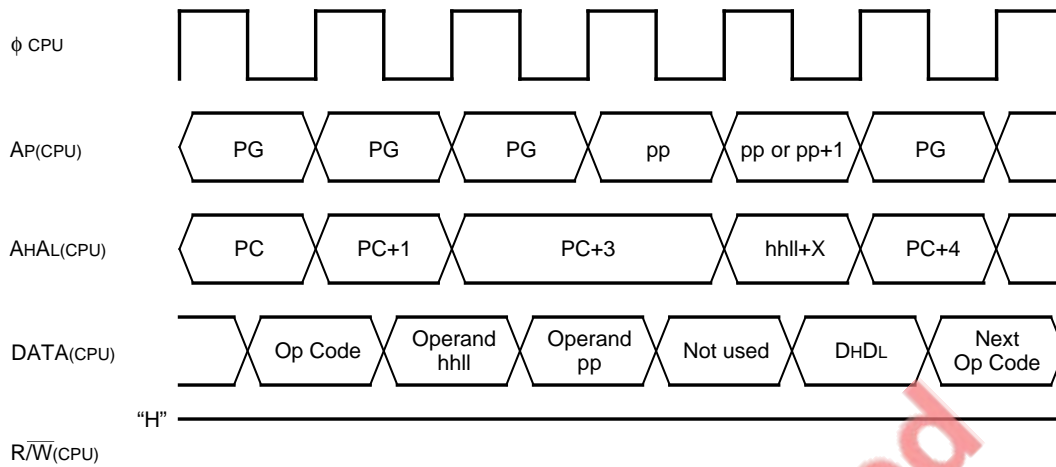 ϕ CPU
AP(CPU) PG PG PG pp pp or pp+1 PG
AHAL(CPU) PC PC+1 PC+3 hhll+X PC+4
DATA(CPU) Op Code Operand hhll Operand pp Not used DHDL Next Op Code
“H”
R/W̅(CPU)